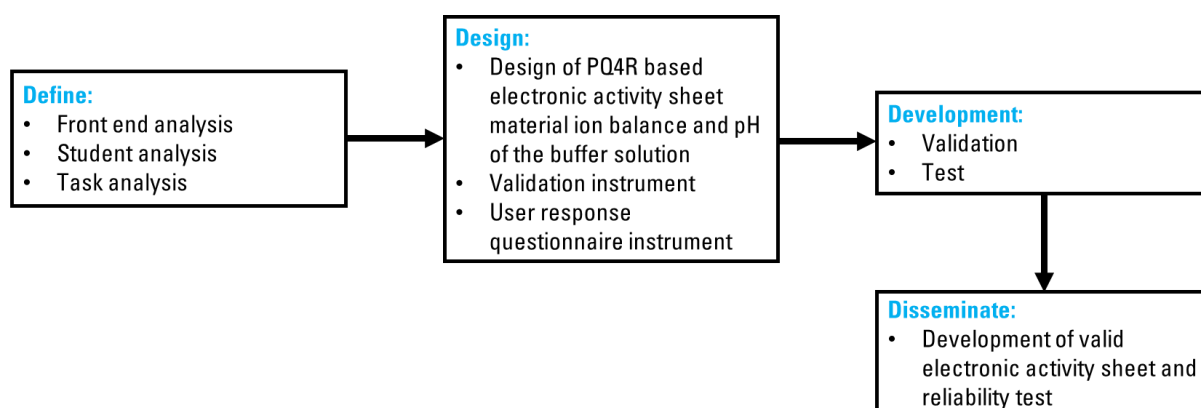 Define:
• Front end analysis
• Student analysis
• Task analysis
Design:
• Design of PQ4R based
electronic activity sheet
material ion balance and pH
of the buffer solution
• Validation instrument
• User response
questionnaire instrument
Development:
• Validation
• Test
Disseminate:
• Development of valid
electronic activity sheet and
reliability test